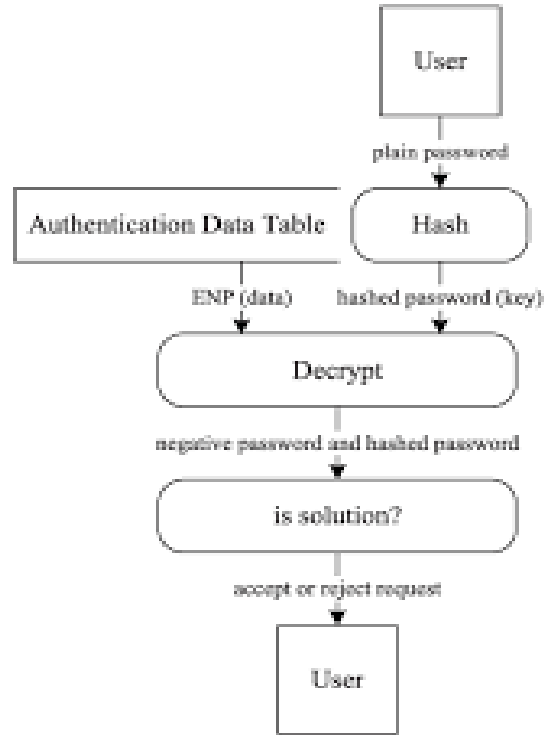 User
plain password
Authentication Data Table
Hash
ENP (data)
hashed password (key)
Decrypt
negative password and hashed password
is solution?
accept or reject request
User